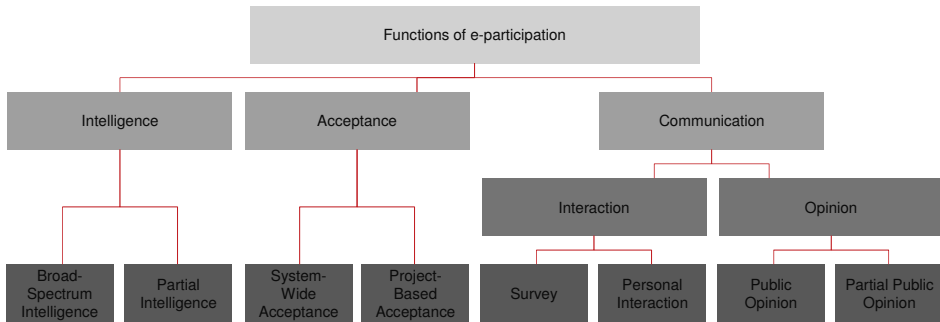 Functions of e-participation
Intelligence
Acceptance
Communication
Interaction
Opinion
Broad-
Spectrum
Intelligence
Partial
Intelligence
System-
Wide
Acceptance
Project-
Based
Acceptance
Survey
Personal
Interaction
Public
Opinion
Partial Public
Opinion